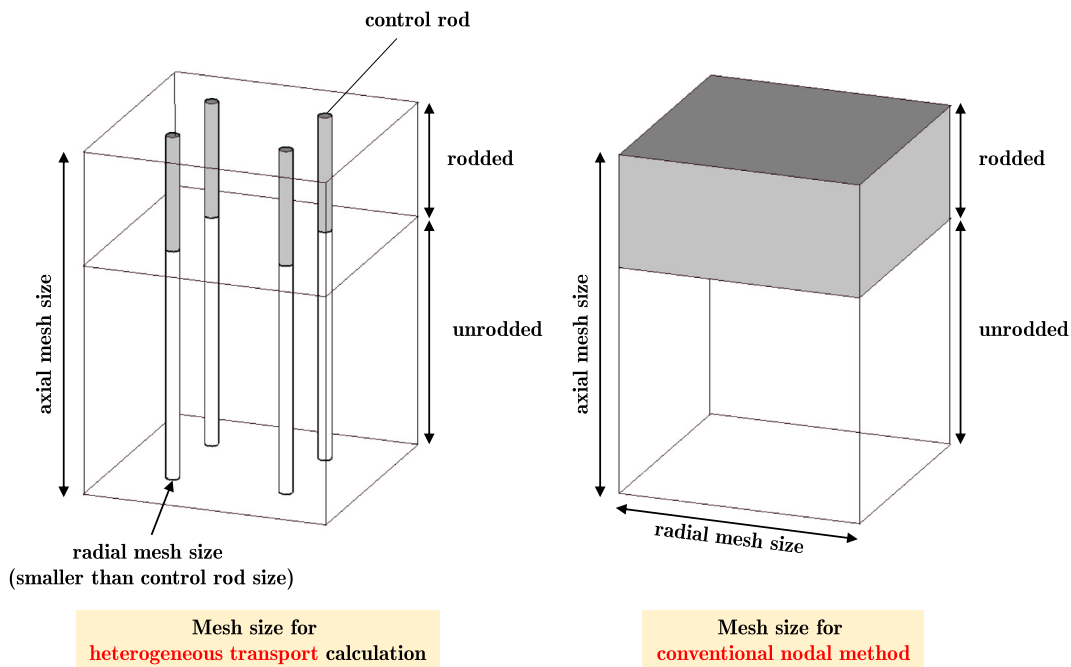 control rod
rodded
unrodded
axial mesh size
radial mesh size
(smaller than control rod size)
Mesh size for
heterogeneous transport calculation
rodded
unrodded
axial mesh size
radial mesh size
Mesh size for
conventional nodal method